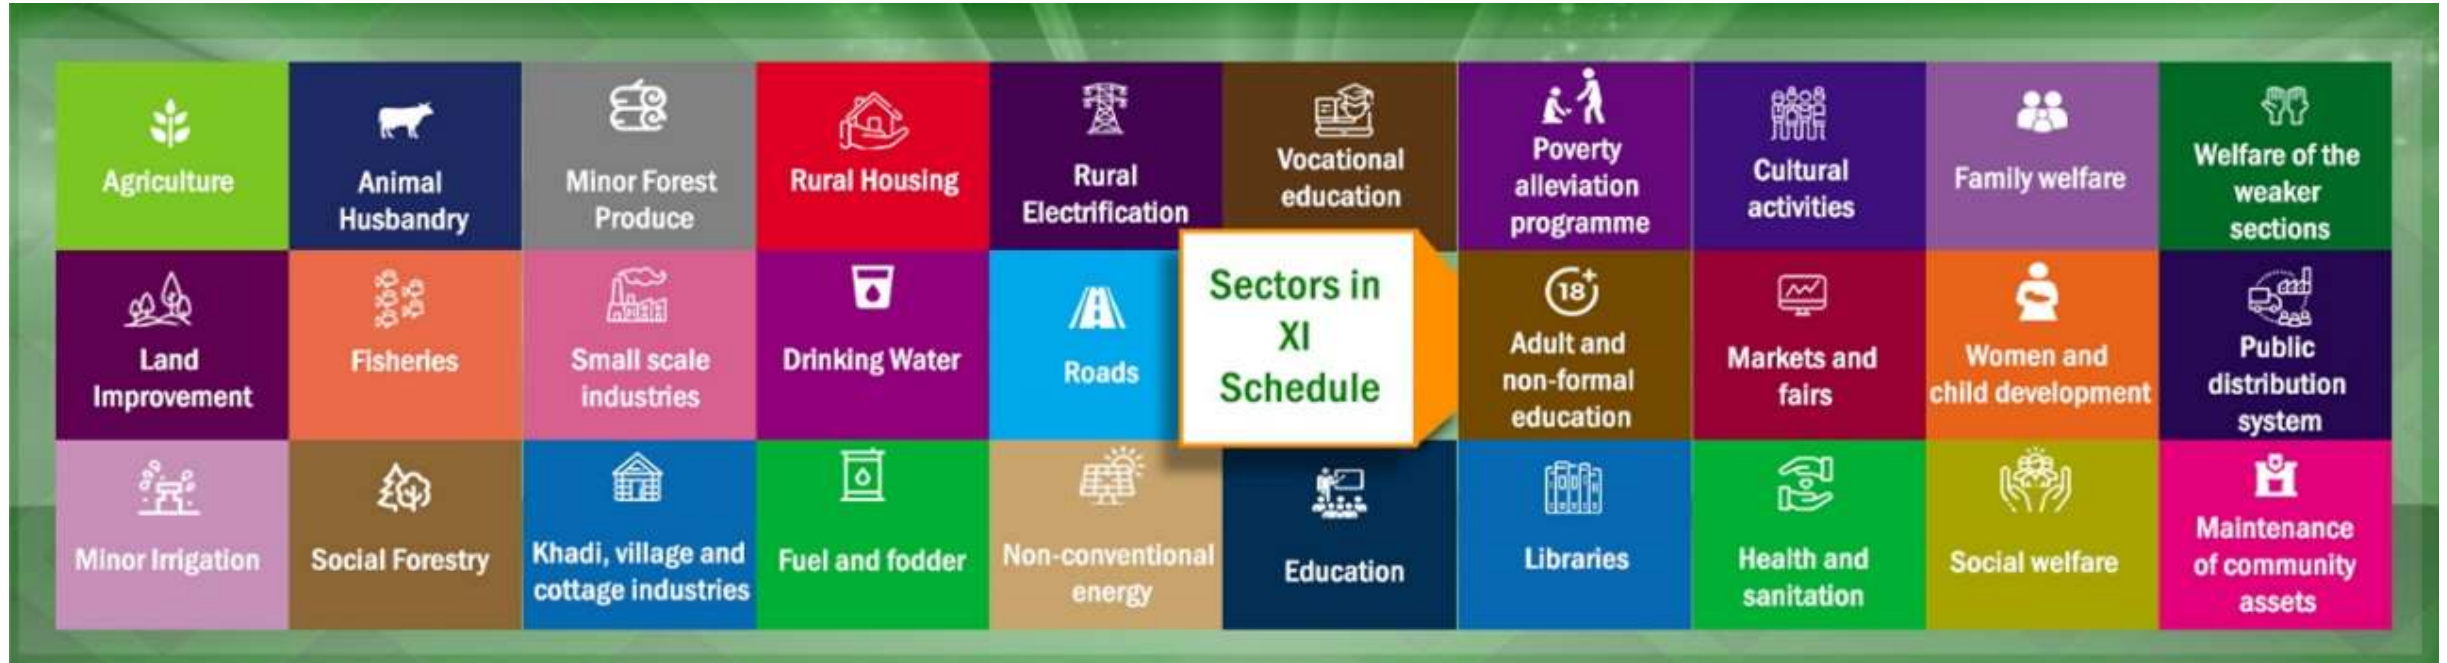 Agriculture
Animal
Husbandry
Minor Forest
Produce
Rural Housing
Rural
Electrification
Vocational
education
Poverty
alleviation
programme
Cultural
activities
Family welfare
Welfare of the
weaker
sections
Land
Improvement
Fisheries
Small scale
industries
Drinking Water
Roads
Sectors in
XI
Schedule
18+
Adult and
non-formal
education
Markets and
fairs
Women and
child development
Public
distribution
system
Minor Irrigation
Social Forestry
Khadi, village and
cottage industries
Fuel and fodder
Non-conventional
energy
Education
Libraries
Health and
sanitation
Social welfare
Maintenance
of community
assets